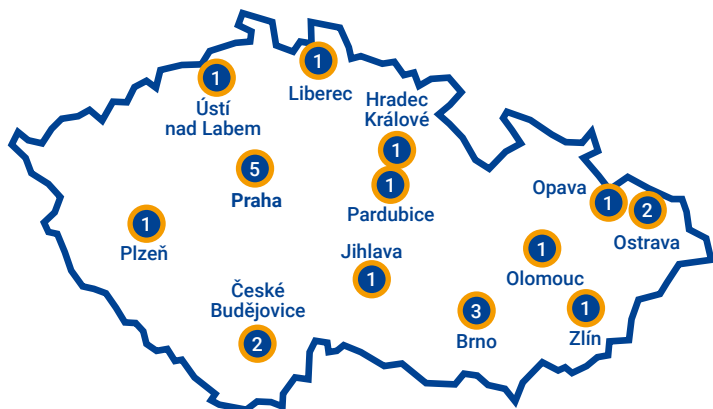 1
Ústí
nad Labem
1
Liberec
Hradec
Králové
1
5
Praha
1
Pardubice
1
Plzeň
Opava
1
2
Ostrava
Jihlava
1
1
Olomouc
České
Budějovice
2
3
Brno
1
Zlín